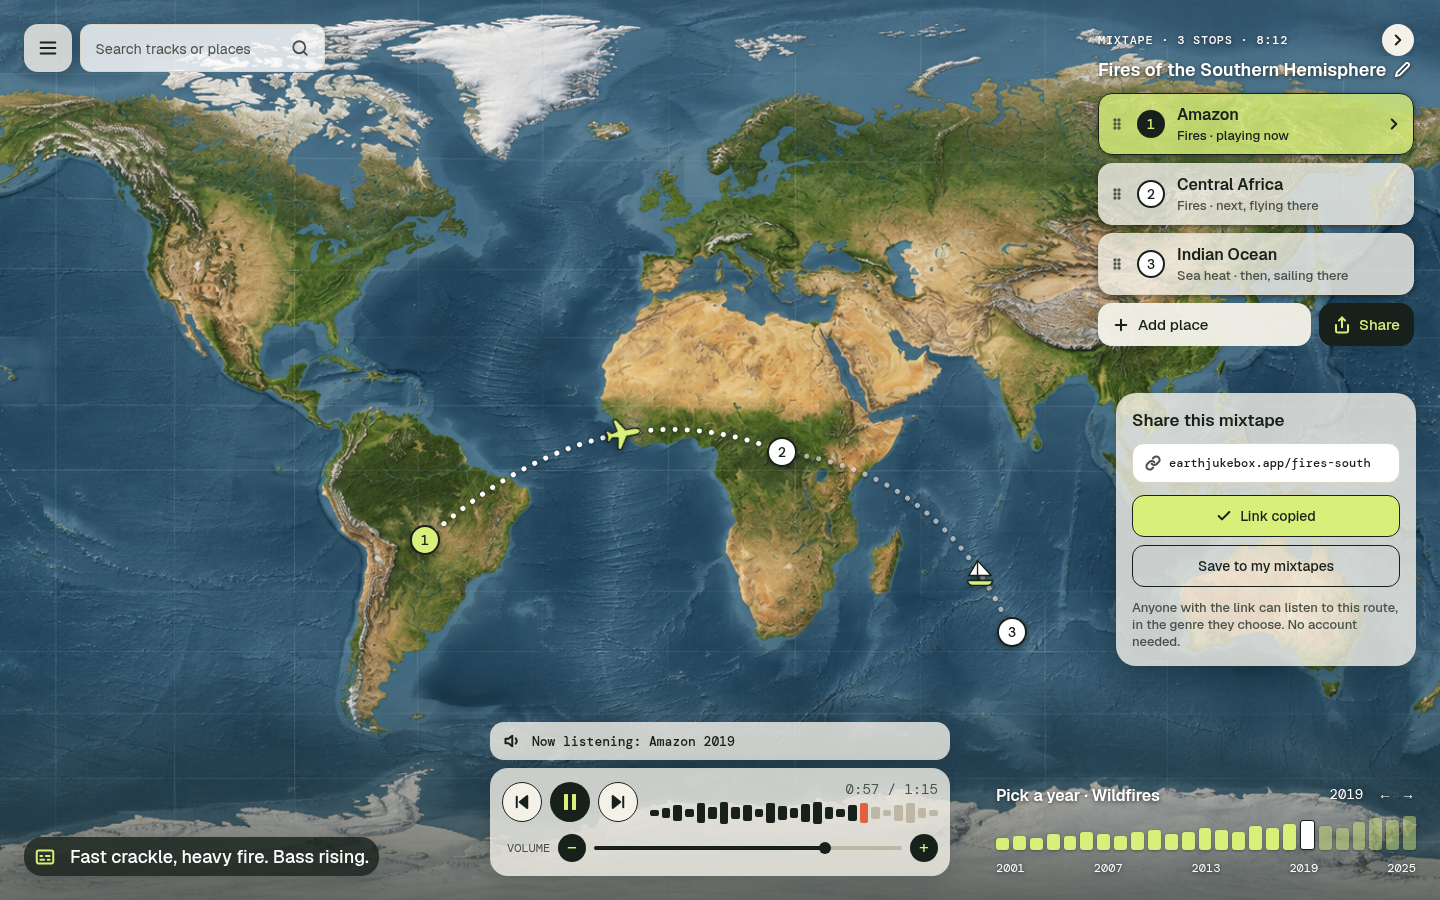 Search tracks or places
MIXTAPE · 3 STOPS · 8:12
Fires of the Southern Hemisphere
1
Amazon
Fires · playing now
2
Central Africa
Fires · next, flying there
3
Indian Ocean
Sea heat · then, sailing there
Add place
Share
Share this mixtape
earthjukebox.app/fires-south
Link copied
Save to my mixtapes
Anyone with the link can listen to this route,
in the genre they choose. No account
needed.
1
2
3
Now listening: Amazon 2019
0:57 / 1:15
VOLUME
Fast crackle, heavy fire. Bass rising.
Pick a year · Wildfires
2019 ← →
2001 2007 2013 2019 2025